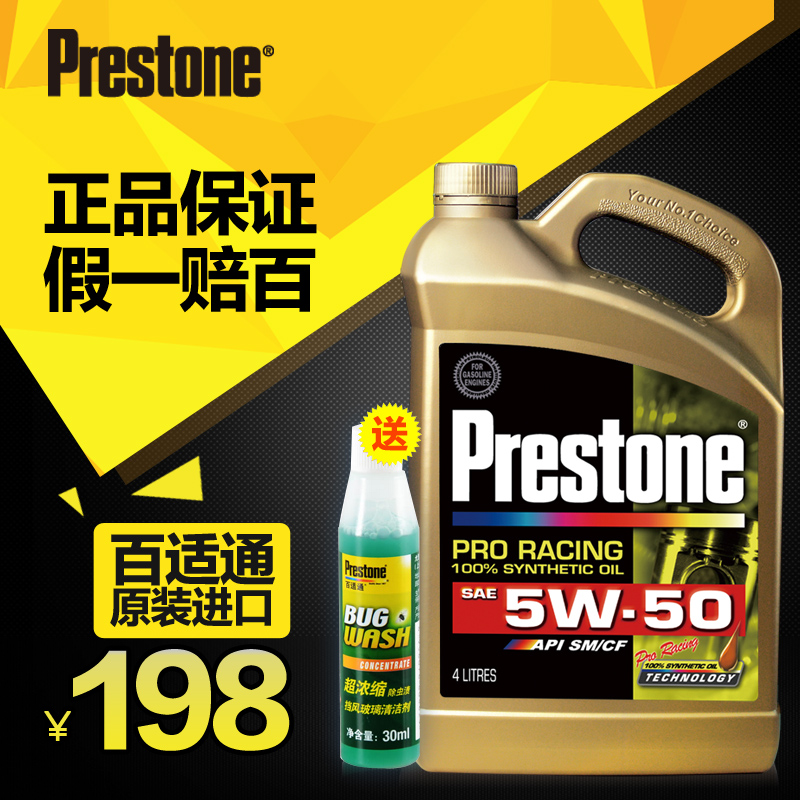 Prestone®
正品保证
假一赔百
Your No.1 Choice
Prestone
FOR
GASOLINE
ENGINES
Prestone®
PRO RACING
100% SYNTHETIC OIL
SAE 5W-50
API SM/CF
4 LITRES
Pro Racing
100% SYNTHETIC OIL
TECHNOLOGY
送
Prestone
百适通
BUG
WASH
CONCENTRATE
超浓缩 除虫渍
挡风玻璃清洁剂
净含量: 30ml
百适通
原装进口
¥198